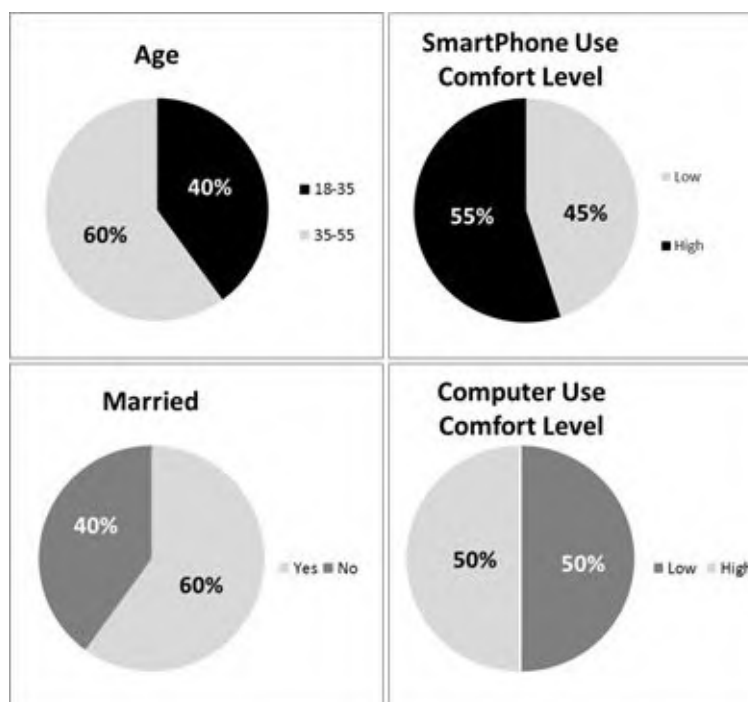 Age
40%
60%
18-35
35-55
SmartPhone Use
Comfort Level
55%
45%
Low
High
Married
40%
60%
Yes No
Computer Use
Comfort Level
50%
50%
Low High